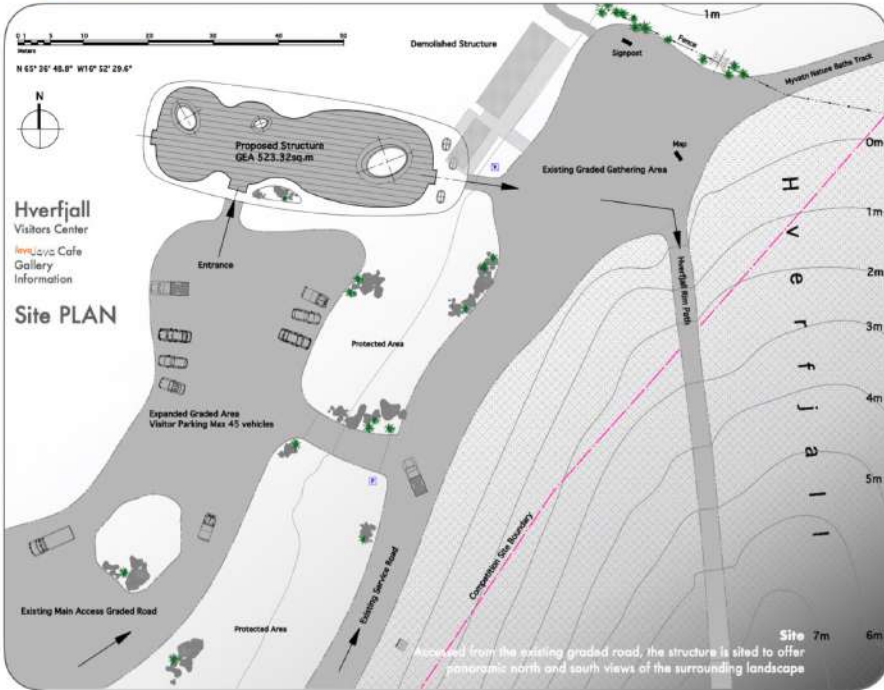 0 1 5 10 20 30 50
Meters
N 65° 36' 48.8" W16° 52' 29.6"
N
Hverfjall
Visitors Center
Java Java Cafe
Gallery
Information
Site PLAN
Demolished Structure
1m
Signpost
Fence
Hyvatn Nature Baths Track
Proposed Structure
GEA 523.32sq.m
Map
Existing Graded Gathering Area
0m
1m
2m
3m
4m
5m
6m
7m
Hverfjall
Hverfjall Rim Path
Entrance
Protected Area
Expanded Graded Area
Visitor Parking Max 45 vehicles
P
Competition Site Boundary
Existing Service Road
Existing Main Access Graded Road
Protected Area
Site
Accessed from the existing graded road, the structure is sited to offer
panoramic north and south views of the surrounding landscape